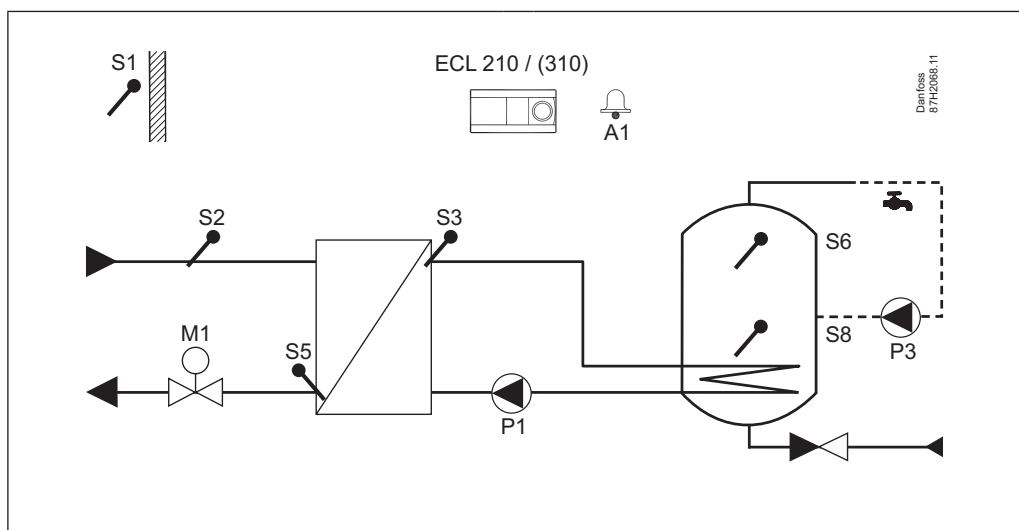 S1
ECL 210 / (310)
A1
Danfoss
87H2068.11
S2
S3
S6
M1
S5
S8
P3
P1